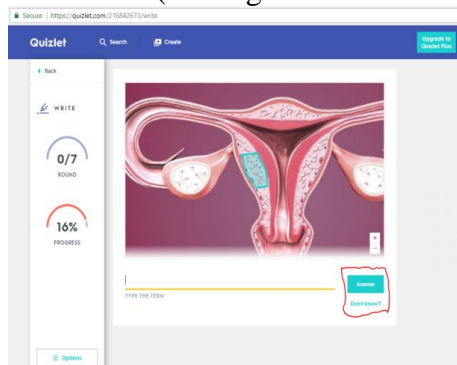 Secure | https://quizlet.com/216842673/write
Quizlet Search Create Upgrade to
Quizlet Plus
Back
WRITE
0/7
ROUND
16%
PROGRESS
+
-
Answer
TYPE THE TERM Don't know?
Options